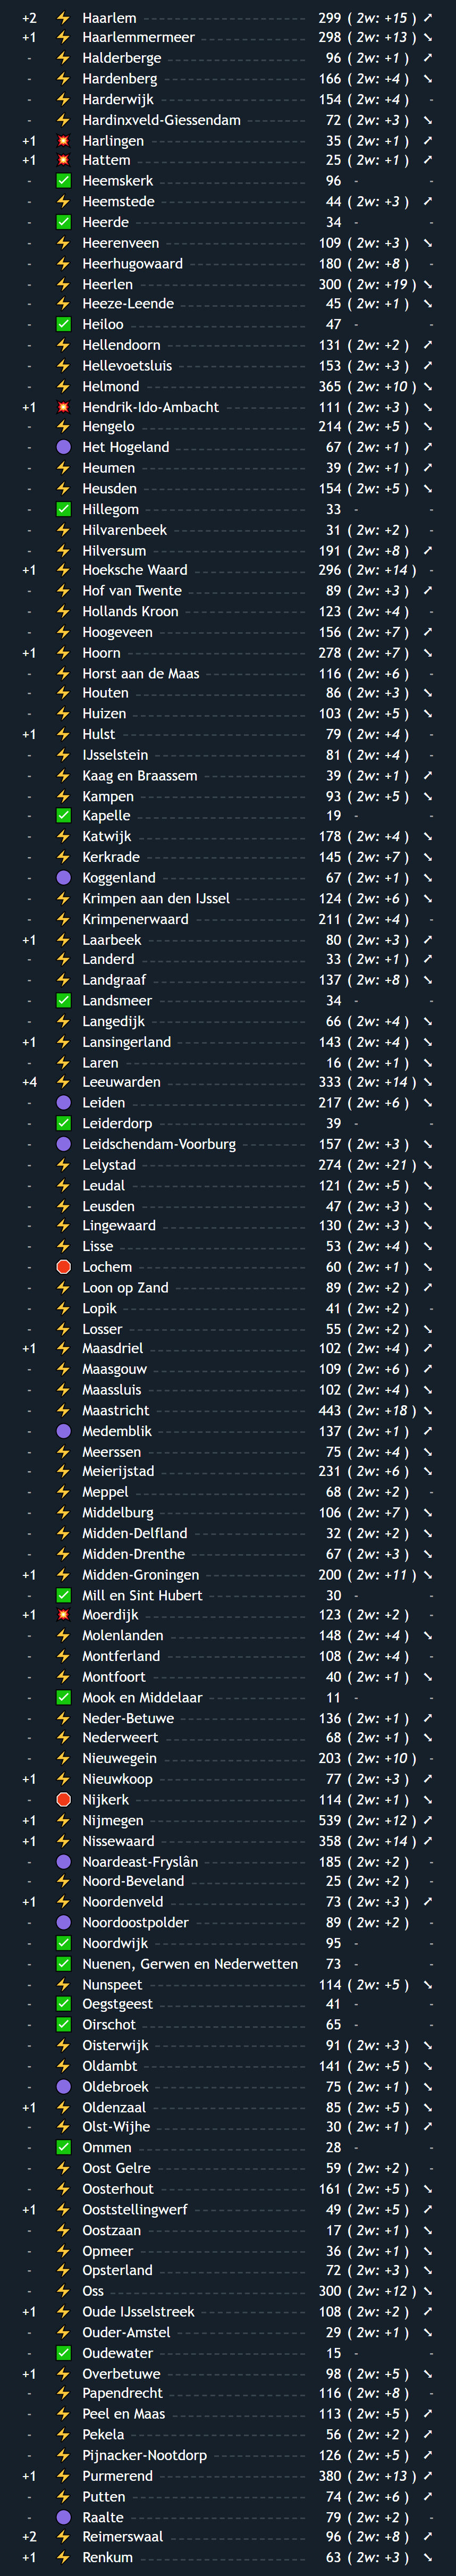 +2 ⚡ Haarlem 299 ( 2w: +15 ) ↗
+1 ⚡ Haarlemmermeer 298 ( 2w: +13 ) ↘
- ⚡ Halderberge 96 ( 2w: +1 ) ↗
- ⚡ Hardenberg 166 ( 2w: +4 ) ↘
- ⚡ Harderwijk 154 ( 2w: +4 ) -
- ⚡ Hardinxveld-Giessendam 72 ( 2w: +3 ) ↘
+1 💥 Harlingen 35 ( 2w: +1 ) ↗
+1 💥 Hattem 25 ( 2w: +1 ) ↗
- ✅ Heemskerk 96 - -
- ⚡ Heemstede 44 ( 2w: +3 ) ↗
- ✅ Heerde 34 - -
- ⚡ Heerenveen 109 ( 2w: +3 ) ↘
- ⚡ Heerhugowaard 180 ( 2w: +8 ) -
- ⚡ Heerlen 300 ( 2w: +19 ) ↘
- ⚡ Heeze-Leende 45 ( 2w: +1 ) ↘
- ✅ Heiloo 47 - -
- ⚡ Hellendoorn 131 ( 2w: +2 ) ↗
- ⚡ Hellevoetsluis 153 ( 2w: +3 ) ↗
- ⚡ Helmond 365 ( 2w: +10 ) ↘
+1 💥 Hendrik-Ido-Ambacht 111 ( 2w: +3 ) ↘
- ⚡ Hengelo 214 ( 2w: +5 ) ↘
- 🟣 Het Hogeland 67 ( 2w: +1 ) ↗
- ⚡ Heumen 39 ( 2w: +1 ) ↗
- ⚡ Heusden 154 ( 2w: +5 ) ↘
- ✅ Hillegom 33 - -
- ⚡ Hilvarenbeek 31 ( 2w: +2 ) -
- ⚡ Hilversum 191 ( 2w: +8 ) ↗
+1 ⚡ Hoeksche Waard 296 ( 2w: +14 ) -
- ⚡ Hof van Twente 89 ( 2w: +3 ) ↗
- ⚡ Hollands Kroon 123 ( 2w: +4 ) -
- ⚡ Hoogeveen 156 ( 2w: +7 ) ↗
+1 ⚡ Hoorn 278 ( 2w: +7 ) ↘
- ⚡ Horst aan de Maas 116 ( 2w: +6 ) -
- ⚡ Houten 86 ( 2w: +3 ) ↘
- ⚡ Huizen 103 ( 2w: +5 ) ↘
+1 ⚡ Hulst 79 ( 2w: +4 ) -
- ⚡ IJsselstein 81 ( 2w: +4 ) -
- ⚡ Kaag en Braassem 39 ( 2w: +1 ) ↗
- ⚡ Kampen 93 ( 2w: +5 ) ↘
- ✅ Kapelle 19 - -
- ⚡ Katwijk 178 ( 2w: +4 ) ↘
- ⚡ Kerkrade 145 ( 2w: +7 ) ↘
- 🟣 Koggenland 67 ( 2w: +1 ) ↘
- ⚡ Krimpen aan den IJssel 124 ( 2w: +6 ) ↘
- ⚡ Krimpenerwaard 211 ( 2w: +4 ) -
+1 ⚡ Laarbeek 80 ( 2w: +3 ) ↗
- ⚡ Landerd 33 ( 2w: +1 ) ↗
- ⚡ Landgraaf 137 ( 2w: +8 ) ↘
- ✅ Landsmeer 34 - -
- ⚡ Langedijk 66 ( 2w: +4 ) ↘
+1 ⚡ Lansingerland 143 ( 2w: +4 ) ↘
- ⚡ Laren 16 ( 2w: +1 ) ↘
+4 ⚡ Leeuwarden 333 ( 2w: +14 ) ↘
- 🟣 Leiden 217 ( 2w: +6 ) ↘
- ✅ Leiderdorp 39 - -
- 🟣 Leidschendam-Voorburg 157 ( 2w: +3 ) ↘
- ⚡ Lelystad 274 ( 2w: +21 ) ↘
- ⚡ Leudal 121 ( 2w: +5 ) ↘
- ⚡ Leusden 47 ( 2w: +3 ) ↘
- ⚡ Lingewaard 130 ( 2w: +3 ) ↘
- ⚡ Lisse 53 ( 2w: +4 ) ↘
- 🛑 Lochem 60 ( 2w: +1 ) ↘
- ⚡ Loon op Zand 89 ( 2w: +2 ) ↗
- ⚡ Lopik 41 ( 2w: +2 ) -
- ⚡ Losser 55 ( 2w: +2 ) ↘
+1 ⚡ Maasdriel 102 ( 2w: +4 ) ↗
- ⚡ Maasgouw 109 ( 2w: +6 ) ↗
- ⚡ Maassluis 102 ( 2w: +4 ) ↘
- ⚡ Maastricht 443 ( 2w: +18 ) ↘
- 🟣 Medemblik 137 ( 2w: +1 ) ↗
- ⚡ Meerssen 75 ( 2w: +4 ) ↘
- ⚡ Meierijstad 231 ( 2w: +6 ) ↘
- ⚡ Meppel 68 ( 2w: +2 ) -
- ⚡ Middelburg 106 ( 2w: +7 ) ↘
- ⚡ Midden-Delfland 32 ( 2w: +2 ) ↘
- ⚡ Midden-Drenthe 67 ( 2w: +3 ) ↘
+1 ⚡ Midden-Groningen 200 ( 2w: +11 ) ↘
- ✅ Mill en Sint Hubert 30 - -
+1 💥 Moerdijk 123 ( 2w: +2 ) -
- ⚡ Molenlanden 148 ( 2w: +4 ) ↘
- ⚡ Montferland 108 ( 2w: +4 ) -
- ⚡ Montfoort 40 ( 2w: +1 ) ↘
- ✅ Mook en Middelaar 11 - -
- ⚡ Neder-Betuwe 136 ( 2w: +1 ) ↗
- ⚡ Nederweert 68 ( 2w: +1 ) ↘
- ⚡ Nieuwegein 203 ( 2w: +10 ) -
+1 ⚡ Nieuwkoop 77 ( 2w: +3 ) ↗
- 🛑 Nijkerk 114 ( 2w: +1 ) ↘
+1 ⚡ Nijmegen 539 ( 2w: +12 ) ↗
+1 ⚡ Nissewaard 358 ( 2w: +14 ) ↗
- 🟣 Noardeast-Fryslân 185 ( 2w: +2 ) -
- ⚡ Noord-Beveland 25 ( 2w: +2 ) -
+1 ⚡ Noordenveld 73 ( 2w: +3 ) ↗
- 🟣 Noordoostpolder 89 ( 2w: +2 ) -
- ✅ Noordwijk 95 - -
- ✅ Nuenen, Gerwen en Nederwetten 73 - -
- ⚡ Nunspeet 114 ( 2w: +5 ) ↘
- ✅ Oegstgeest 41 - -
- ✅ Oirschot 65 - -
- ⚡ Oisterwijk 91 ( 2w: +3 ) ↘
- ⚡ Oldambt 141 ( 2w: +5 ) ↘
- 🟣 Oldebroek 75 ( 2w: +1 ) ↘
+1 ⚡ Oldenzaal 85 ( 2w: +5 ) ↘
- ⚡ Olst-Wijhe 30 ( 2w: +1 ) ↗
- ✅ Ommen 28 - -
- ⚡ Oost Gelre 59 ( 2w: +2 ) -
- ⚡ Oosterhout 161 ( 2w: +5 ) ↘
+1 ⚡ Ooststellingwerf 49 ( 2w: +5 ) ↗
- ⚡ Oostzaan 17 ( 2w: +1 ) ↘
- ⚡ Opmeer 36 ( 2w: +1 ) ↘
- ⚡ Opsterland 72 ( 2w: +3 ) ↘
- ⚡ Oss 300 ( 2w: +12 ) ↘
+1 ⚡ Oude IJsselstreek 108 ( 2w: +2 ) ↗
- ⚡ Ouder-Amstel 29 ( 2w: +1 ) ↘
- ✅ Oudewater 15 - -
+1 ⚡ Overbetuwe 98 ( 2w: +5 ) ↘
- ⚡ Papendrecht 116 ( 2w: +8 ) -
- ⚡ Peel en Maas 113 ( 2w: +5 ) ↗
- ⚡ Pekela 56 ( 2w: +2 ) ↗
- ⚡ Pijnacker-Nootdorp 126 ( 2w: +5 ) ↗
+1 ⚡ Purmerend 380 ( 2w: +13 ) ↗
- ⚡ Putten 74 ( 2w: +6 ) ↗
- 🟣 Raalte 79 ( 2w: +2 ) -
+2 ⚡ Reimerswaal 96 ( 2w: +8 ) ↗
+1 ⚡ Renkum 63 ( 2w: +3 ) ↘